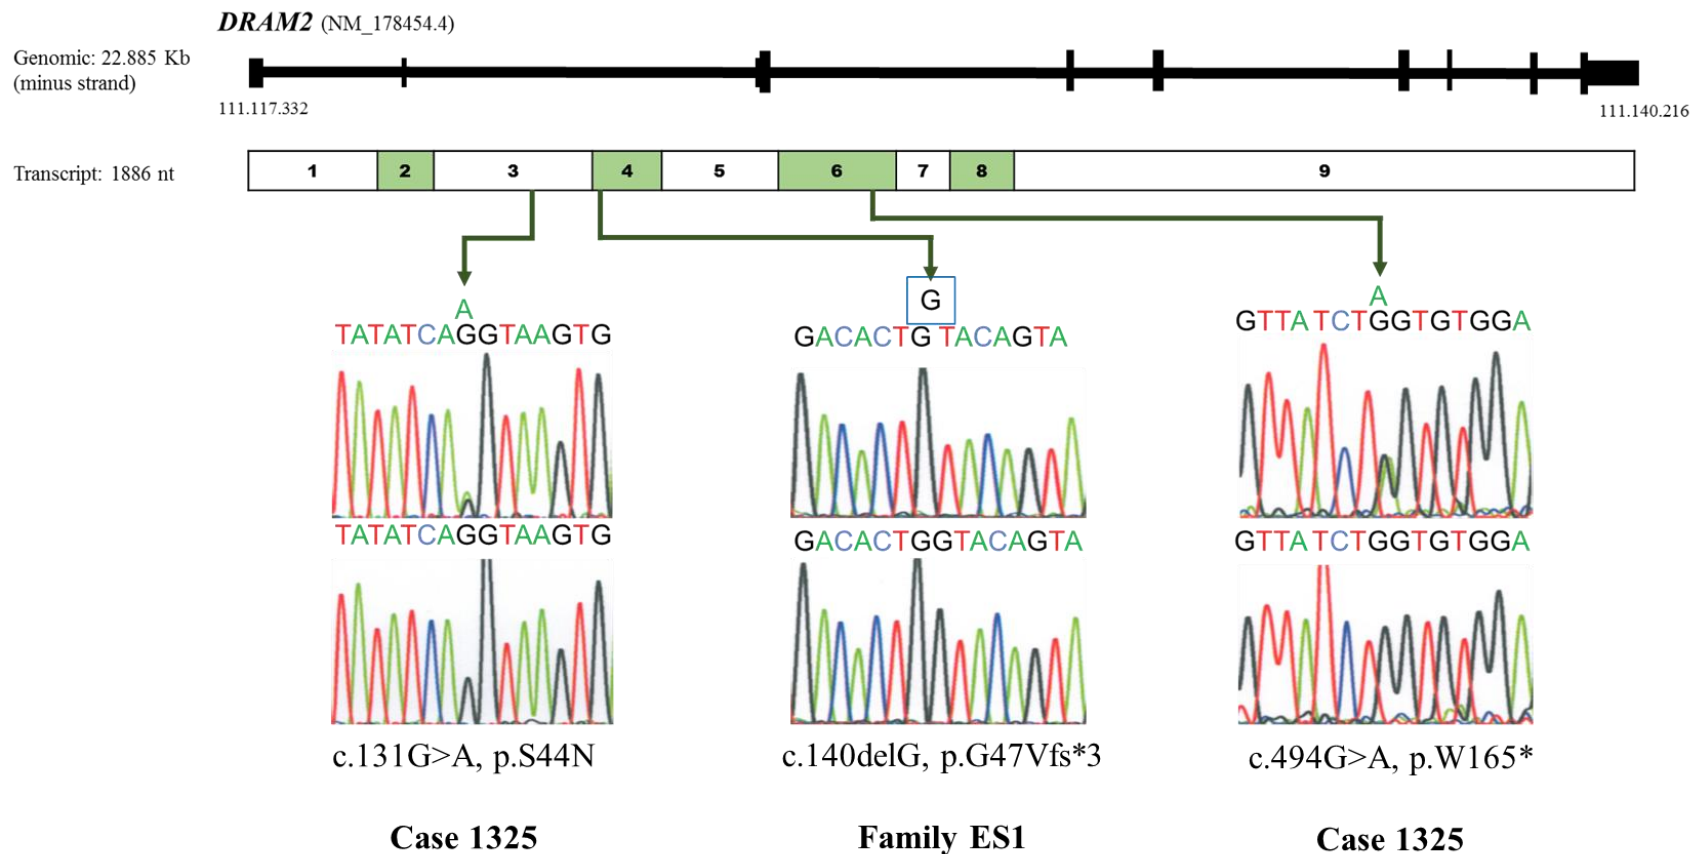 DRAM2 (NM_178454.4)
Genomic: 22.885 Kb
(minus strand)
111.117.332
111.140.216
Transcript: 1886 nt
1 2 3 4 5 6 7 8 9
A
G
A
TATATCAGGTAAGTG
GACACTG TACAGTA
GTTATCTGGTGTGGA
TATATCAGGTAAGTG
GACACTGGTACAGTA
GTTATCTGGTGTGGA
c.131G>A, p.S44N
c.140delG, p.G47Vfs*3
c.494G>A, p.W165*
Case 1325
Family ES1
Case 1325